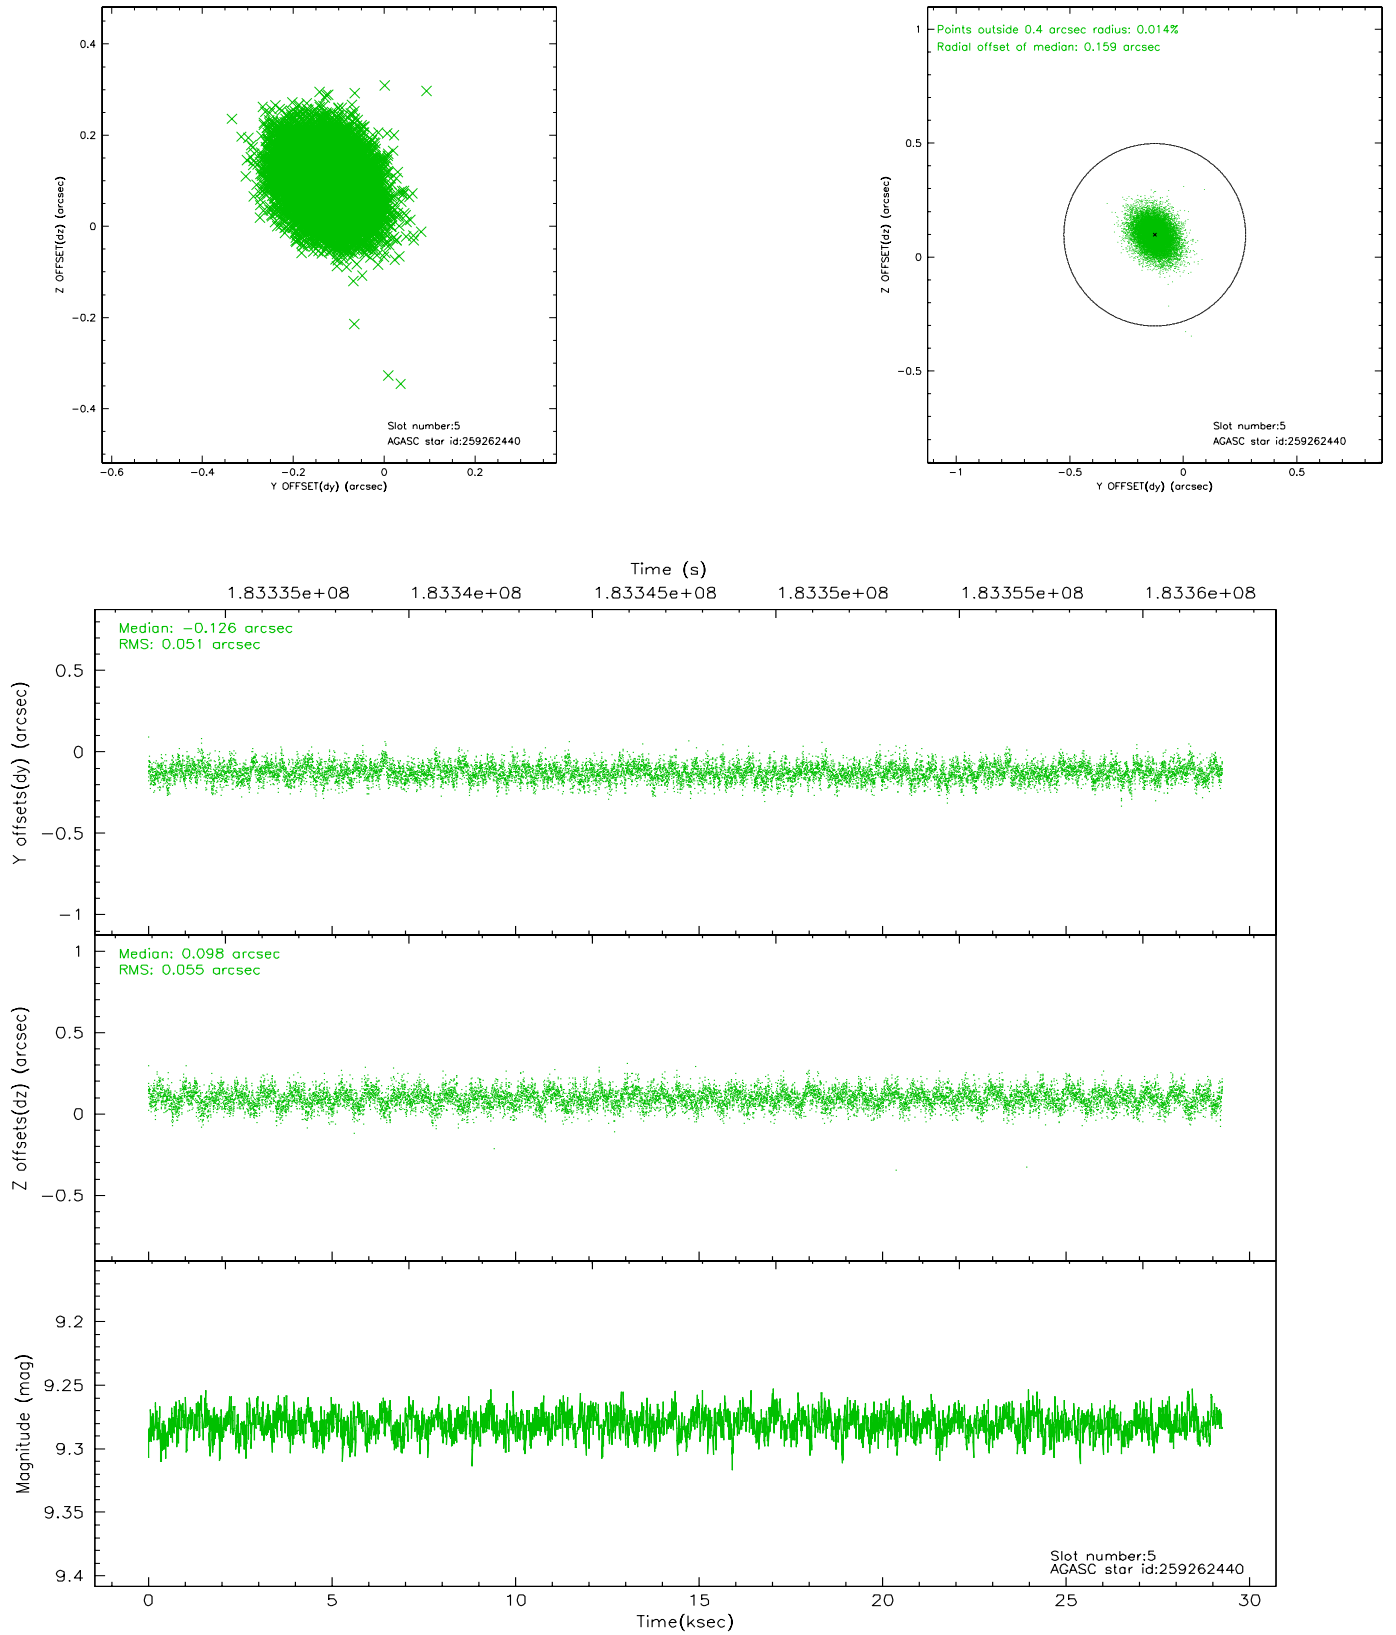 0.4
0.2
0
−0.2
−0.4
Z OFFSET(dz) (arcsec)
Slot number:5
AGASC star id:259262440
−0.6 −0.4 −0.2 0 0.2
Y OFFSET(dy) (arcsec)
Points outside 0.4 arcsec radius: 0.014%
Radial offset of median: 0.159 arcsec
1
0.5
0
−0.5
Z OFFSET(dz) (arcsec)
Slot number:5
AGASC star id:259262440
−1 −0.5 0 0.5
Y OFFSET(dy) (arcsec)
Time (s)
1.83335e+08 1.8334e+08 1.83345e+08 1.8335e+08 1.83355e+08 1.8336e+08
Median: −0.126 arcsec
RMS: 0.051 arcsec
0.5
0
−0.5
−1
Y offsets(dy) (arcsec)
Median: 0.098 arcsec
RMS: 0.055 arcsec
1
0.5
0
−0.5
Z offsets(dz) (arcsec)
9.2
9.25
9.3
9.35
9.4
Magnitude (mag)
Slot number:5
AGASC star id:259262440
0 5 10 15 20 25 30
Time(ksec)